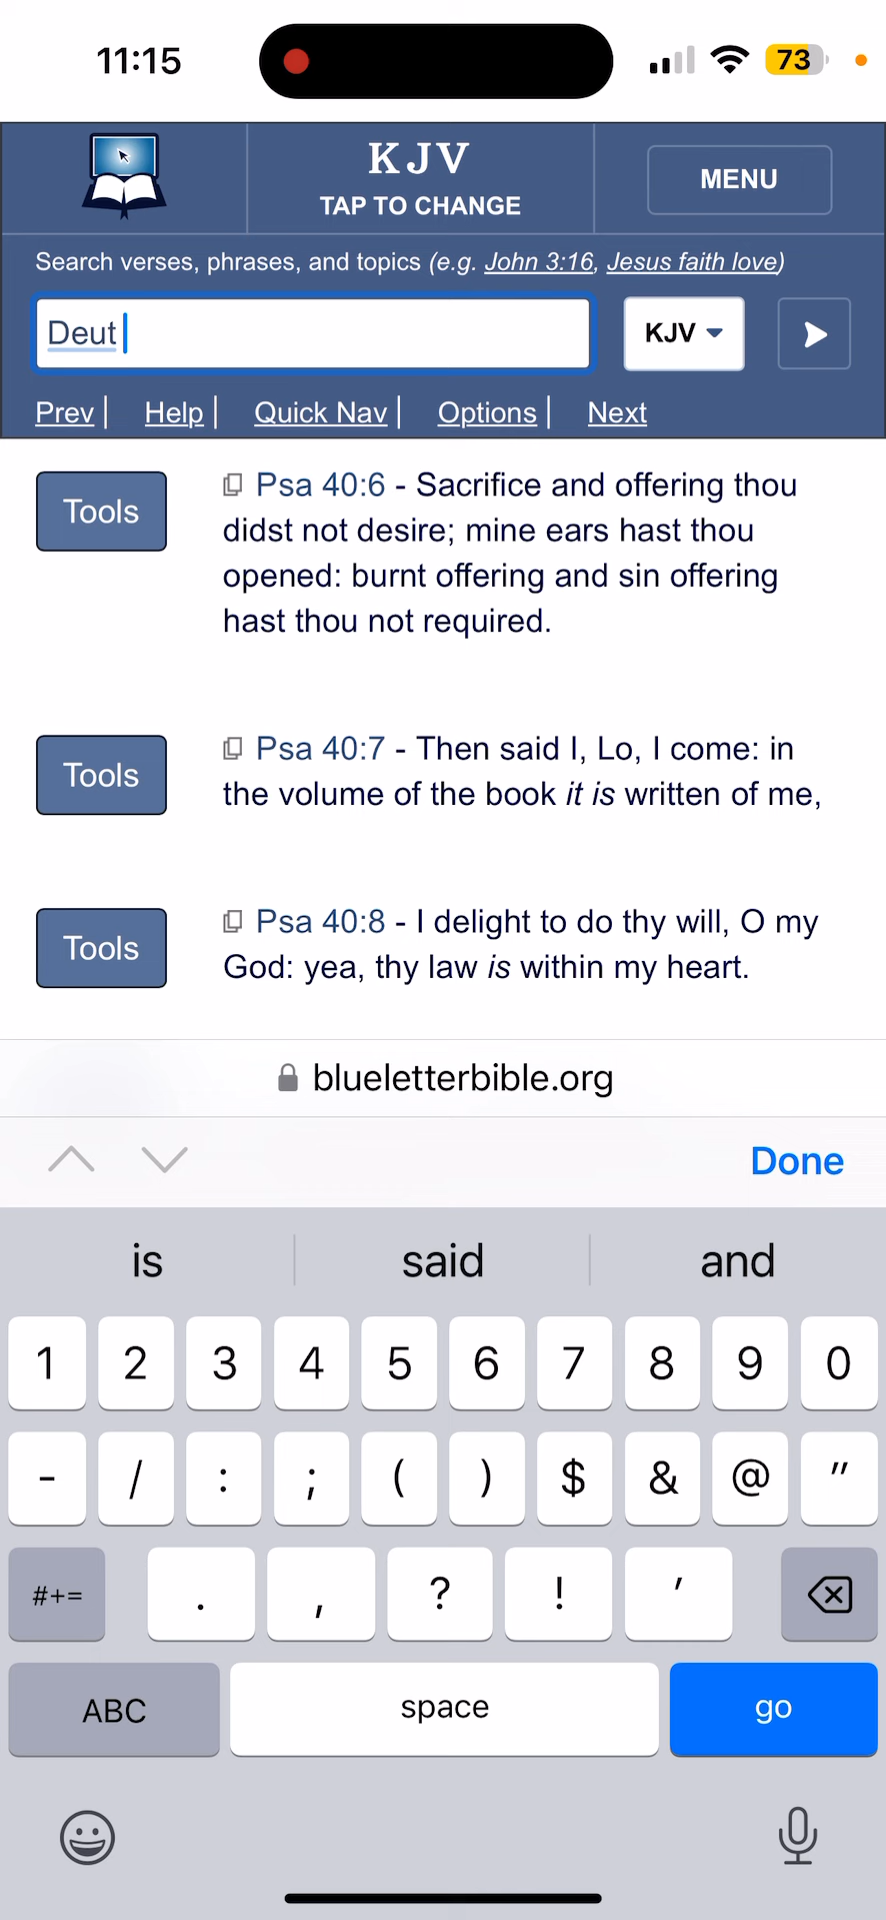 11:15
73
KJV
TAP TO CHANGE
MENU
Search verses, phrases, and topics (e.g. John 3:16, Jesus faith love)
Deut
KJV
Prev | Help | Quick Nav | Options | Next
Tools
Psa 40:6 - Sacrifice and offering thou
didst not desire; mine ears hast thou
opened: burnt offering and sin offering
hast thou not required.
Tools
Psa 40:7 - Then said I, Lo, I come: in
the volume of the book it is written of me,
Tools
Psa 40:8 - I delight to do thy will, O my
God: yea, thy law is within my heart.
blueletterbible.org
Done
is said and
1 2 3 4 5 6 7 8 9 0
- / : ; ( ) $ & @ "
#+= . , ? ! '
ABC space go